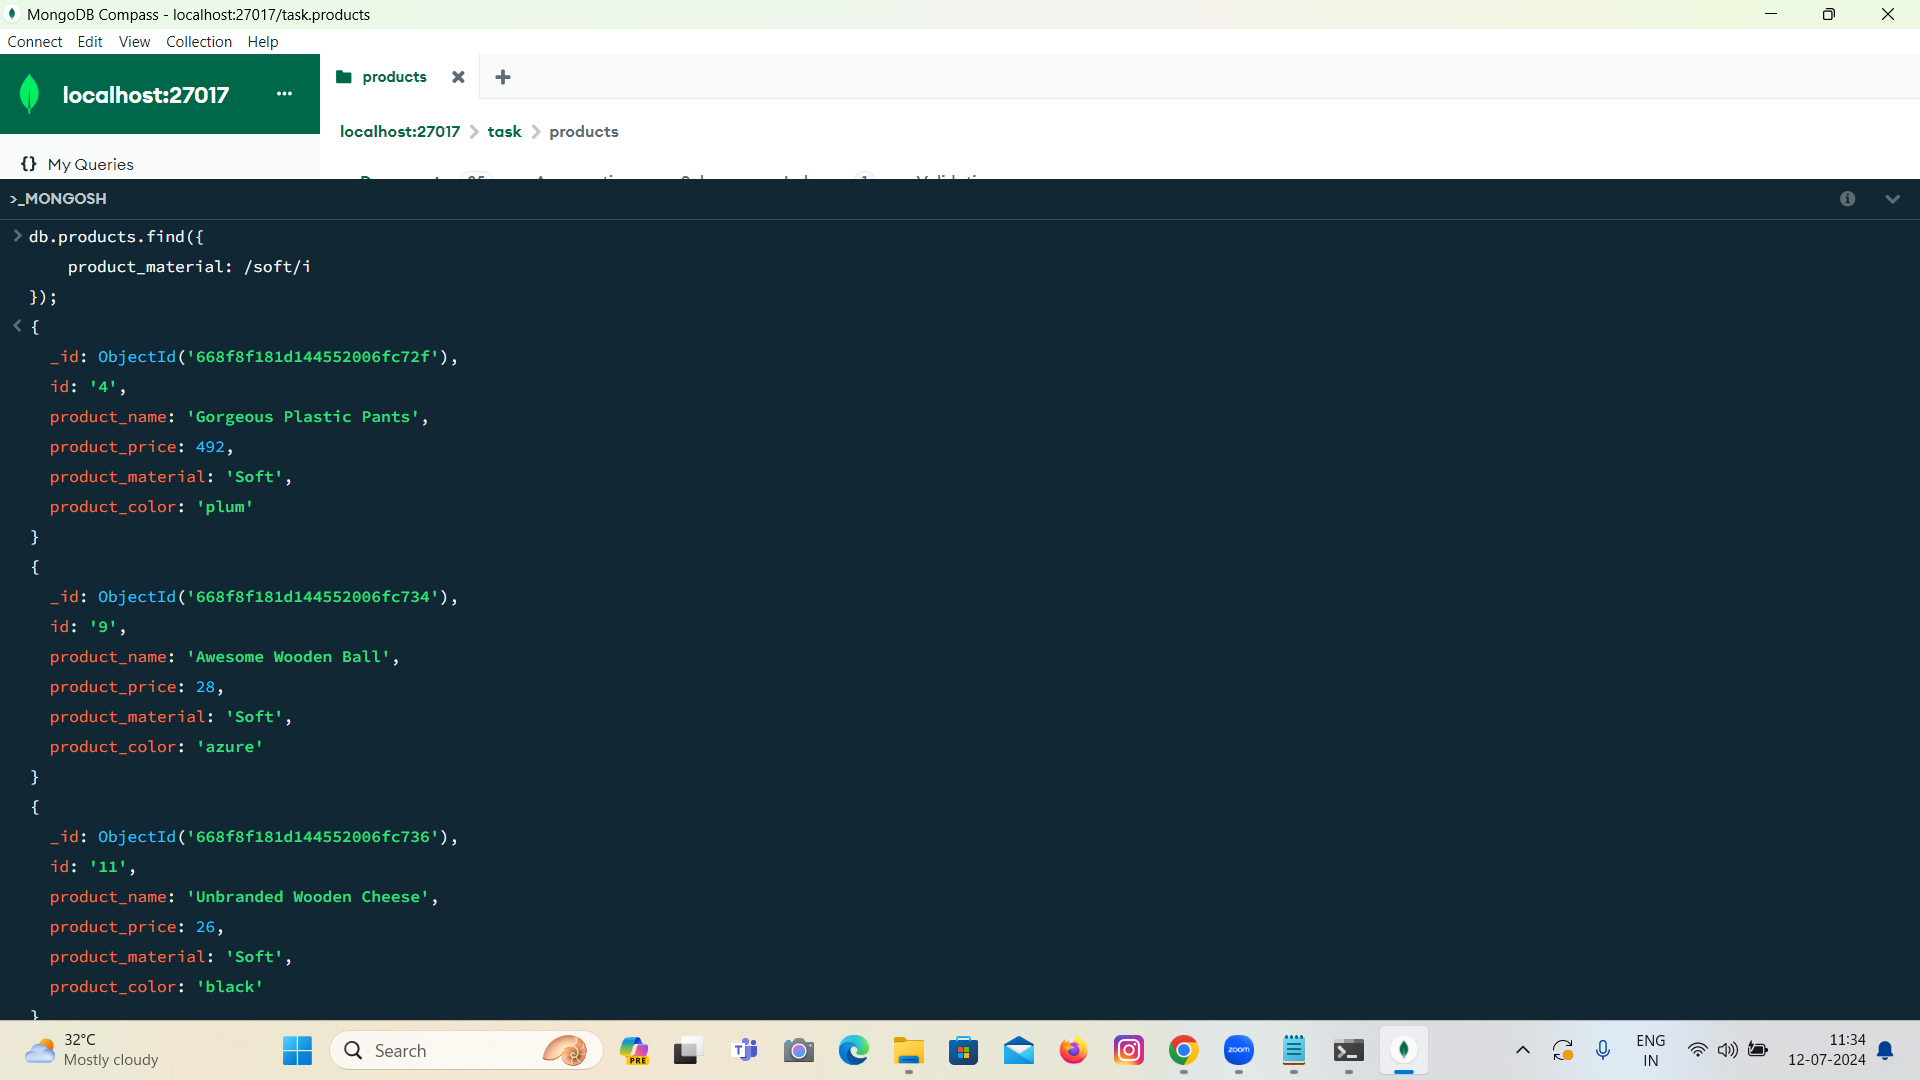 MongoDB Compass - localhost:27017/task.products
Connect Edit View Collection Help
localhost:27017 ...
products
localhost:27017 > task > products
{} My Queries
>_MONGOSH
> db.products.find({
product_material: /soft/i
});
< {
_id: ObjectId('668f8f181d144552006fc72f'),
id: '4',
product_name: 'Gorgeous Plastic Pants',
product_price: 492,
product_material: 'Soft',
product_color: 'plum'
}
{
_id: ObjectId('668f8f181d144552006fc734'),
id: '9',
product_name: 'Awesome Wooden Ball',
product_price: 28,
product_material: 'Soft',
product_color: 'azure'
}
{
_id: ObjectId('668f8f181d144552006fc736'),
id: '11',
product_name: 'Unbranded Wooden Cheese',
product_price: 26,
product_material: 'Soft',
product_color: 'black'
}
32°C
Mostly cloudy
Search
PRE
zoom
ENG
IN
11:34
12-07-2024